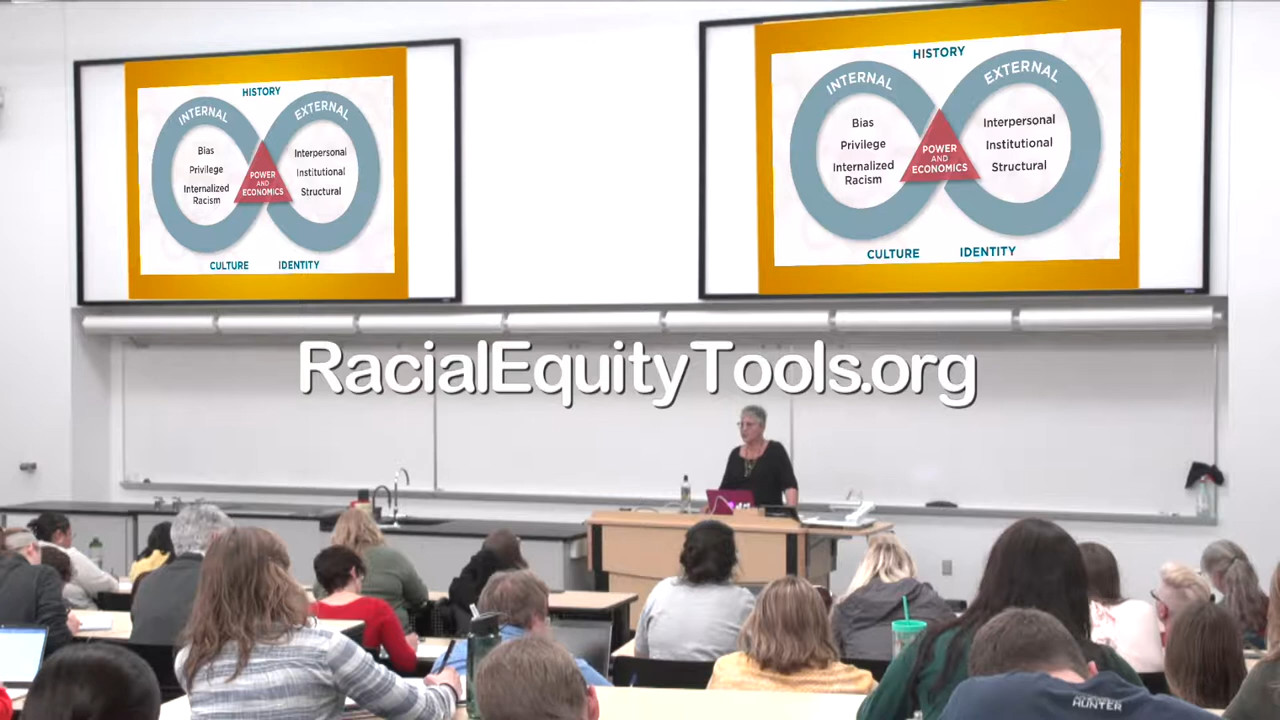 HISTORY
INTERNAL
EXTERNAL
Bias
Privilege
Internalized
Racism
POWER
AND
ECONOMICS
Interpersonal
Institutional
Structural
CULTURE
IDENTITY
HISTORY
INTERNAL
EXTERNAL
Bias
Privilege
Internalized
Racism
POWER
AND
ECONOMICS
Interpersonal
Institutional
Structural
CULTURE
IDENTITY
RacialEquityTools.org
HUNTER